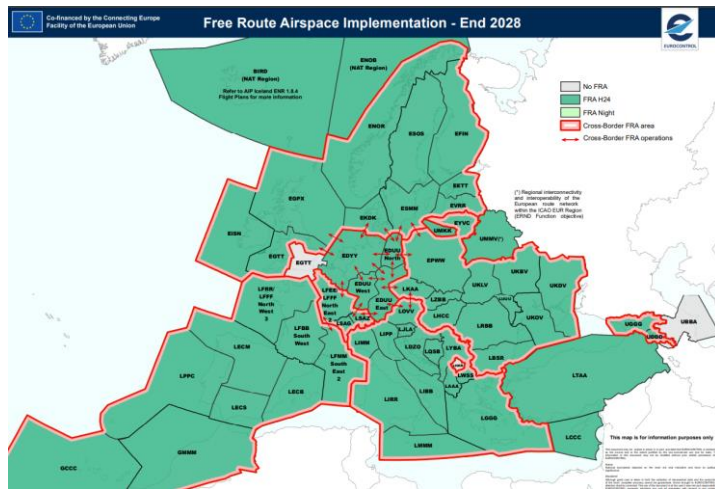 Co-financed by the Connecting Europe
Facility of the European Union
Free Route Airspace Implementation - End 2028
EUROCONTROL
No FRA
FRA H24
FRA Night
Cross-Border FRA area
Cross-Border FRA operations
(*) Regional interconnectivity
and interoperability of the
European route network
within the ICAO EUR Region
(ERND Function objective)
BIRD
(NAT Region)
Refer to AIP Iceland ENR 1.8.4
Flight Plans for more information
ENOB
(NAT Region)
ENOR
ESOS
EFIN
EGPX
EETT
EVRR
EKDK
ESMM
EYVC
UMKK
UMMV(*)
EISN
EGTT
EGTT
EDYY
EDUU
North
EPWW
UKBV
UKLV
UKDV
UKOV
EDUU
West
EDUU
East
LKAA
LZBB
LOVV
LHCC
LRBB
LBSR
LFRR/
LFFF
North
West
2
LFEE
LFFF
North
East
LSAG
LSAZ
LFBB
South
West
LFMM
South
East
2
LIMM
LIPP
LJLA
LDZO
LQSB
LYBA
LWSS
LAAA
LIRR
LIBB
LGGG
LMMM
LTAA
LCCC
UGGG
UDDD
UBBA
LPPC
LECM
LECS
LECB
GCCC
GMMM
This map is for information purposes only